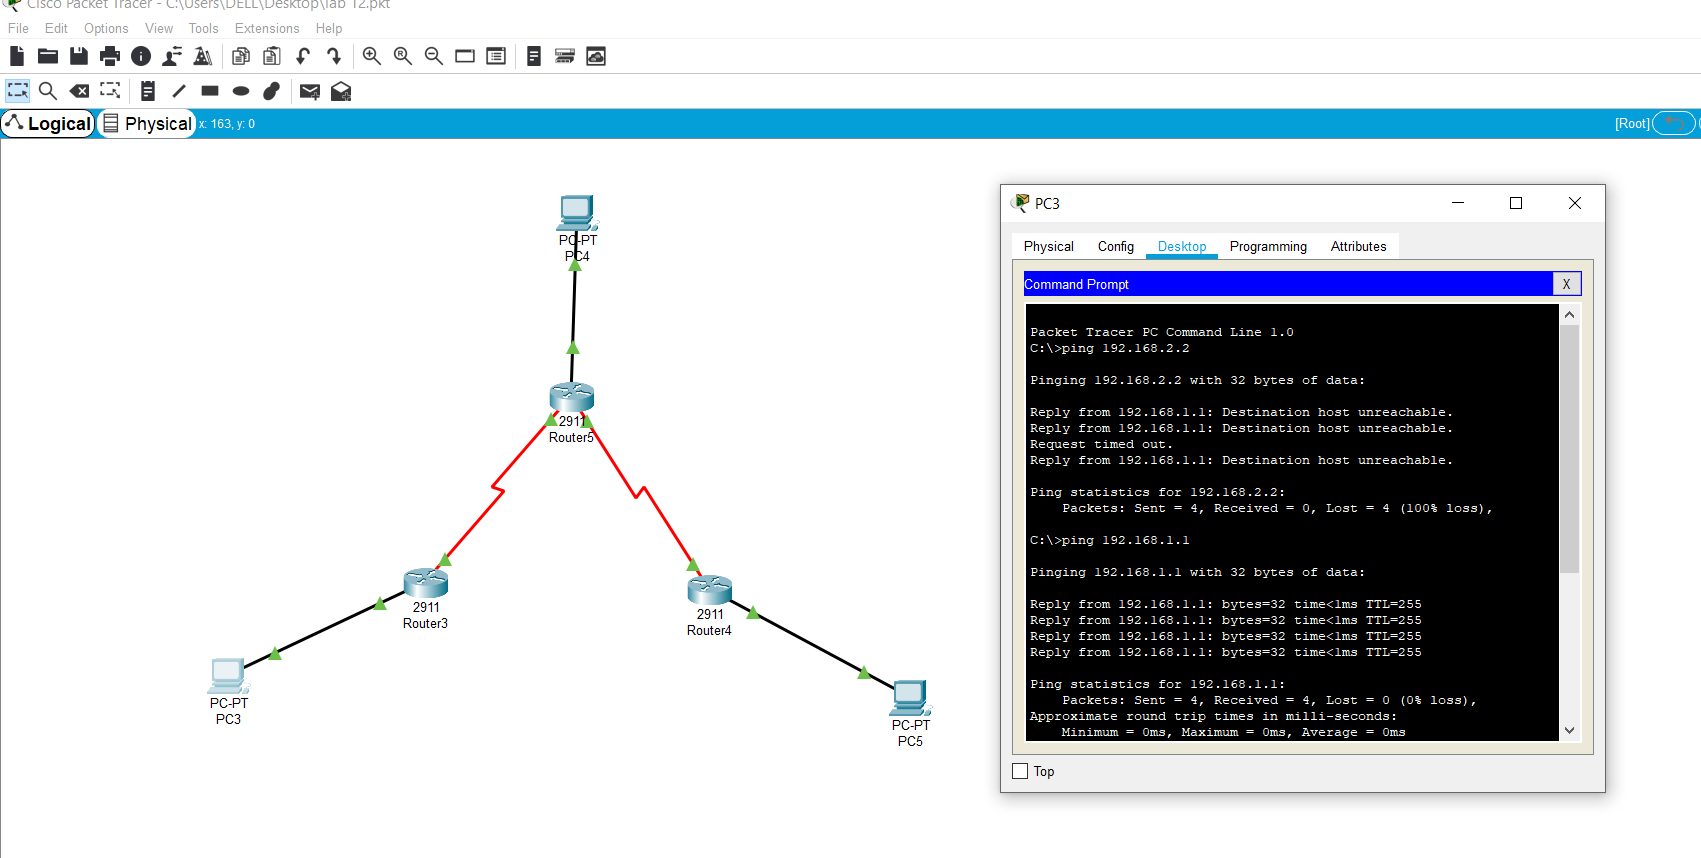 Cisco Packet Tracer - C:\Users\DELL\Desktop\lab 12.pkt
File Edit Options View Tools Extensions Help
Logical Physical x: 163, y: 0 [Root]
PC-PT
PC4
2911
Router5
2911
Router3
2911
Router4
PC-PT
PC3
PC-PT
PC5
PC3
Physical Config Desktop Programming Attributes
Command Prompt X
Packet Tracer PC Command Line 1.0
C:\>ping 192.168.2.2
Pinging 192.168.2.2 with 32 bytes of data:
Reply from 192.168.1.1: Destination host unreachable.
Reply from 192.168.1.1: Destination host unreachable.
Request timed out.
Reply from 192.168.1.1: Destination host unreachable.
Ping statistics for 192.168.2.2:
Packets: Sent = 4, Received = 0, Lost = 4 (100% loss),
C:\>ping 192.168.1.1
Pinging 192.168.1.1 with 32 bytes of data:
Reply from 192.168.1.1: bytes=32 time<1ms TTL=255
Reply from 192.168.1.1: bytes=32 time<1ms TTL=255
Reply from 192.168.1.1: bytes=32 time<1ms TTL=255
Reply from 192.168.1.1: bytes=32 time<1ms TTL=255
Ping statistics for 192.168.1.1:
Packets: Sent = 4, Received = 4, Lost = 0 (0% loss),
Approximate round trip times in milli-seconds:
Minimum = 0ms, Maximum = 0ms, Average = 0ms
Top